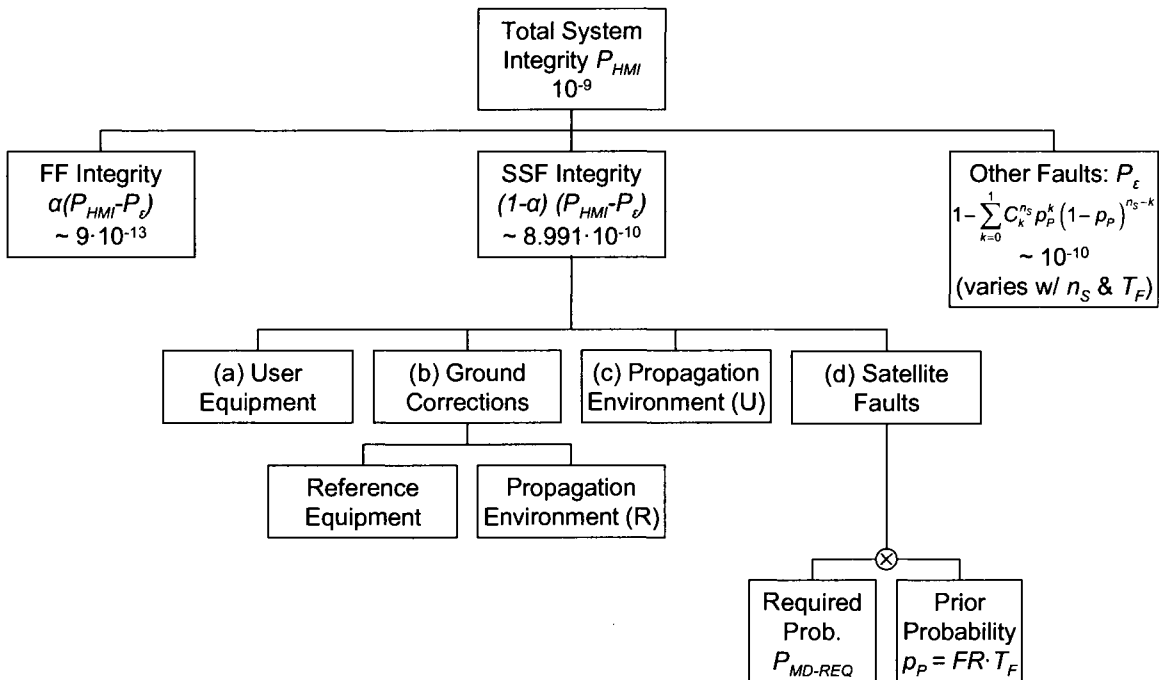 Total System
Integrity P_HMI
10⁻⁹
FF Integrity
α(P_HMI-P_ε)
~ 9·10⁻¹³
SSF Integrity
(1-α) (P_HMI-P_ε)
~ 8.991·10⁻¹⁰
Other Faults: P_ε
1−∑_{k=0}^{1} C_k^{n_S} p_P^k (1−p_P)^{n_S−k}
~ 10⁻¹⁰
(varies w/ n_S & T_F)
(a) User
Equipment
(b) Ground
Corrections
(c) Propagation
Environment (U)
(d) Satellite
Faults
Reference
Equipment
Propagation
Environment (R)
Required
Prob.
P_MD-REQ
Prior
Probability
p_P = FR·T_F